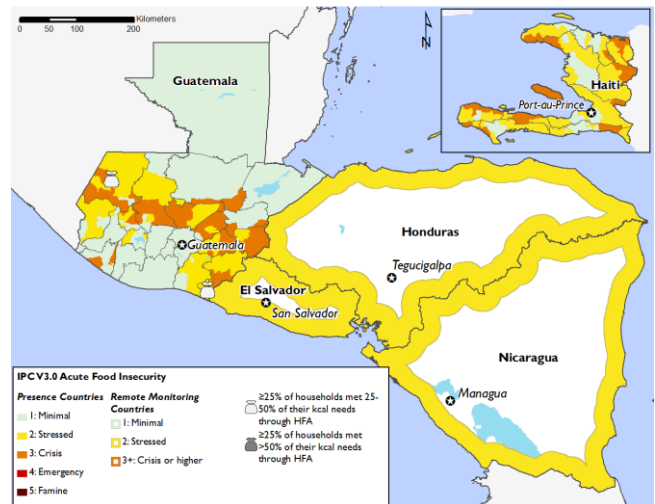 Kilometers
0 50 100 200
N
Guatemala
Haiti
Port-au-Prince
Guatemala
Honduras
Tegucigalpa
El Salvador
San Salvador
Nicaragua
Managua
IPC V3.0 Acute Food Insecurity
Presence Countries
1: Minimal
2: Stressed
3: Crisis
4: Emergency
5: Famine
Remote Monitoring
Countries
1: Minimal
2: Stressed
3+: Crisis or higher
≥25% of households met 25-
50% of their kcal needs
through HFA
≥25% of households met
>50% of their kcal needs
through HFA